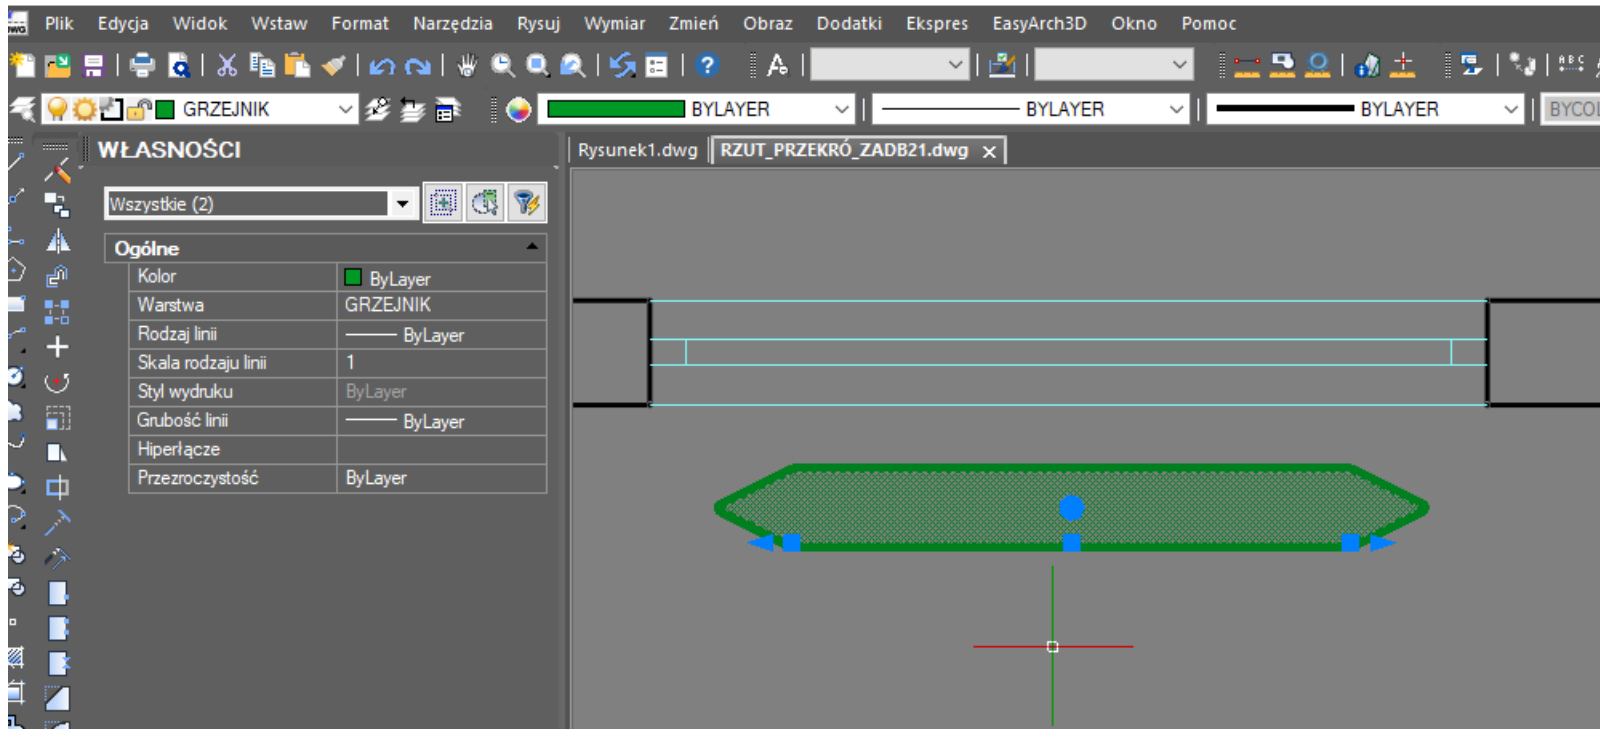 Plik Edycja Widok Wstaw Format Narzędzia Rysuj Wymiar Zmień Obraz Dodatki Ekspres EasyArch3D Okno Pomoc
GRZEJNIK BYLAYER BYLAYER BYLAYER BYCOL
WŁASNOŚCI
Rysunek1.dwg RZUT_PRZEKRÓ_ZADB21.dwg
Wszystkie (2)
Ogólne
Kolor ByLayer
Warstwa GRZEJNIK
Rodzaj linii ByLayer
Skala rodzaju linii 1
Styl wydruku ByLayer
Grubość linii ByLayer
Hiperłącze
Przezroczystość ByLayer